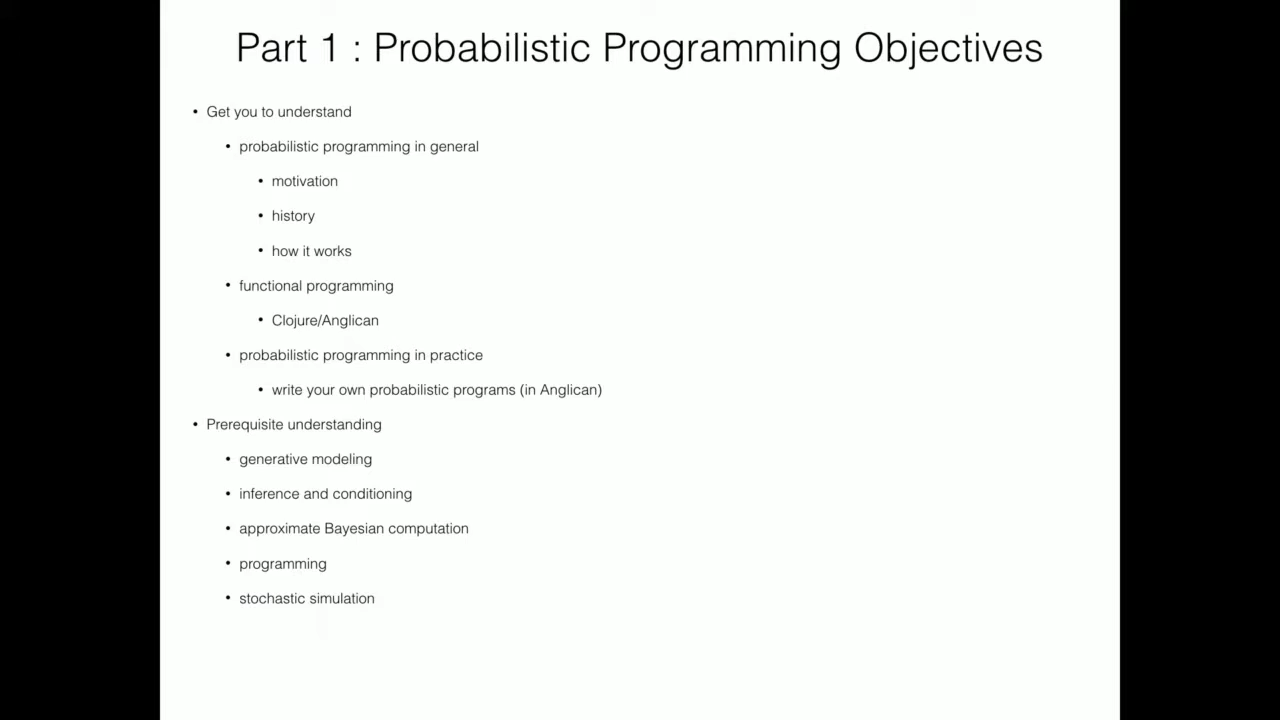 Part 1 : Probabilistic Programming Objectives
• Get you to understand
• probabilistic programming in general
• motivation
• history
• how it works
• functional programming
• Clojure/Anglican
• probabilistic programming in practice
• write your own probabilistic programs (in Anglican)
• Prerequisite understanding
• generative modeling
• inference and conditioning
• approximate Bayesian computation
• programming
• stochastic simulation